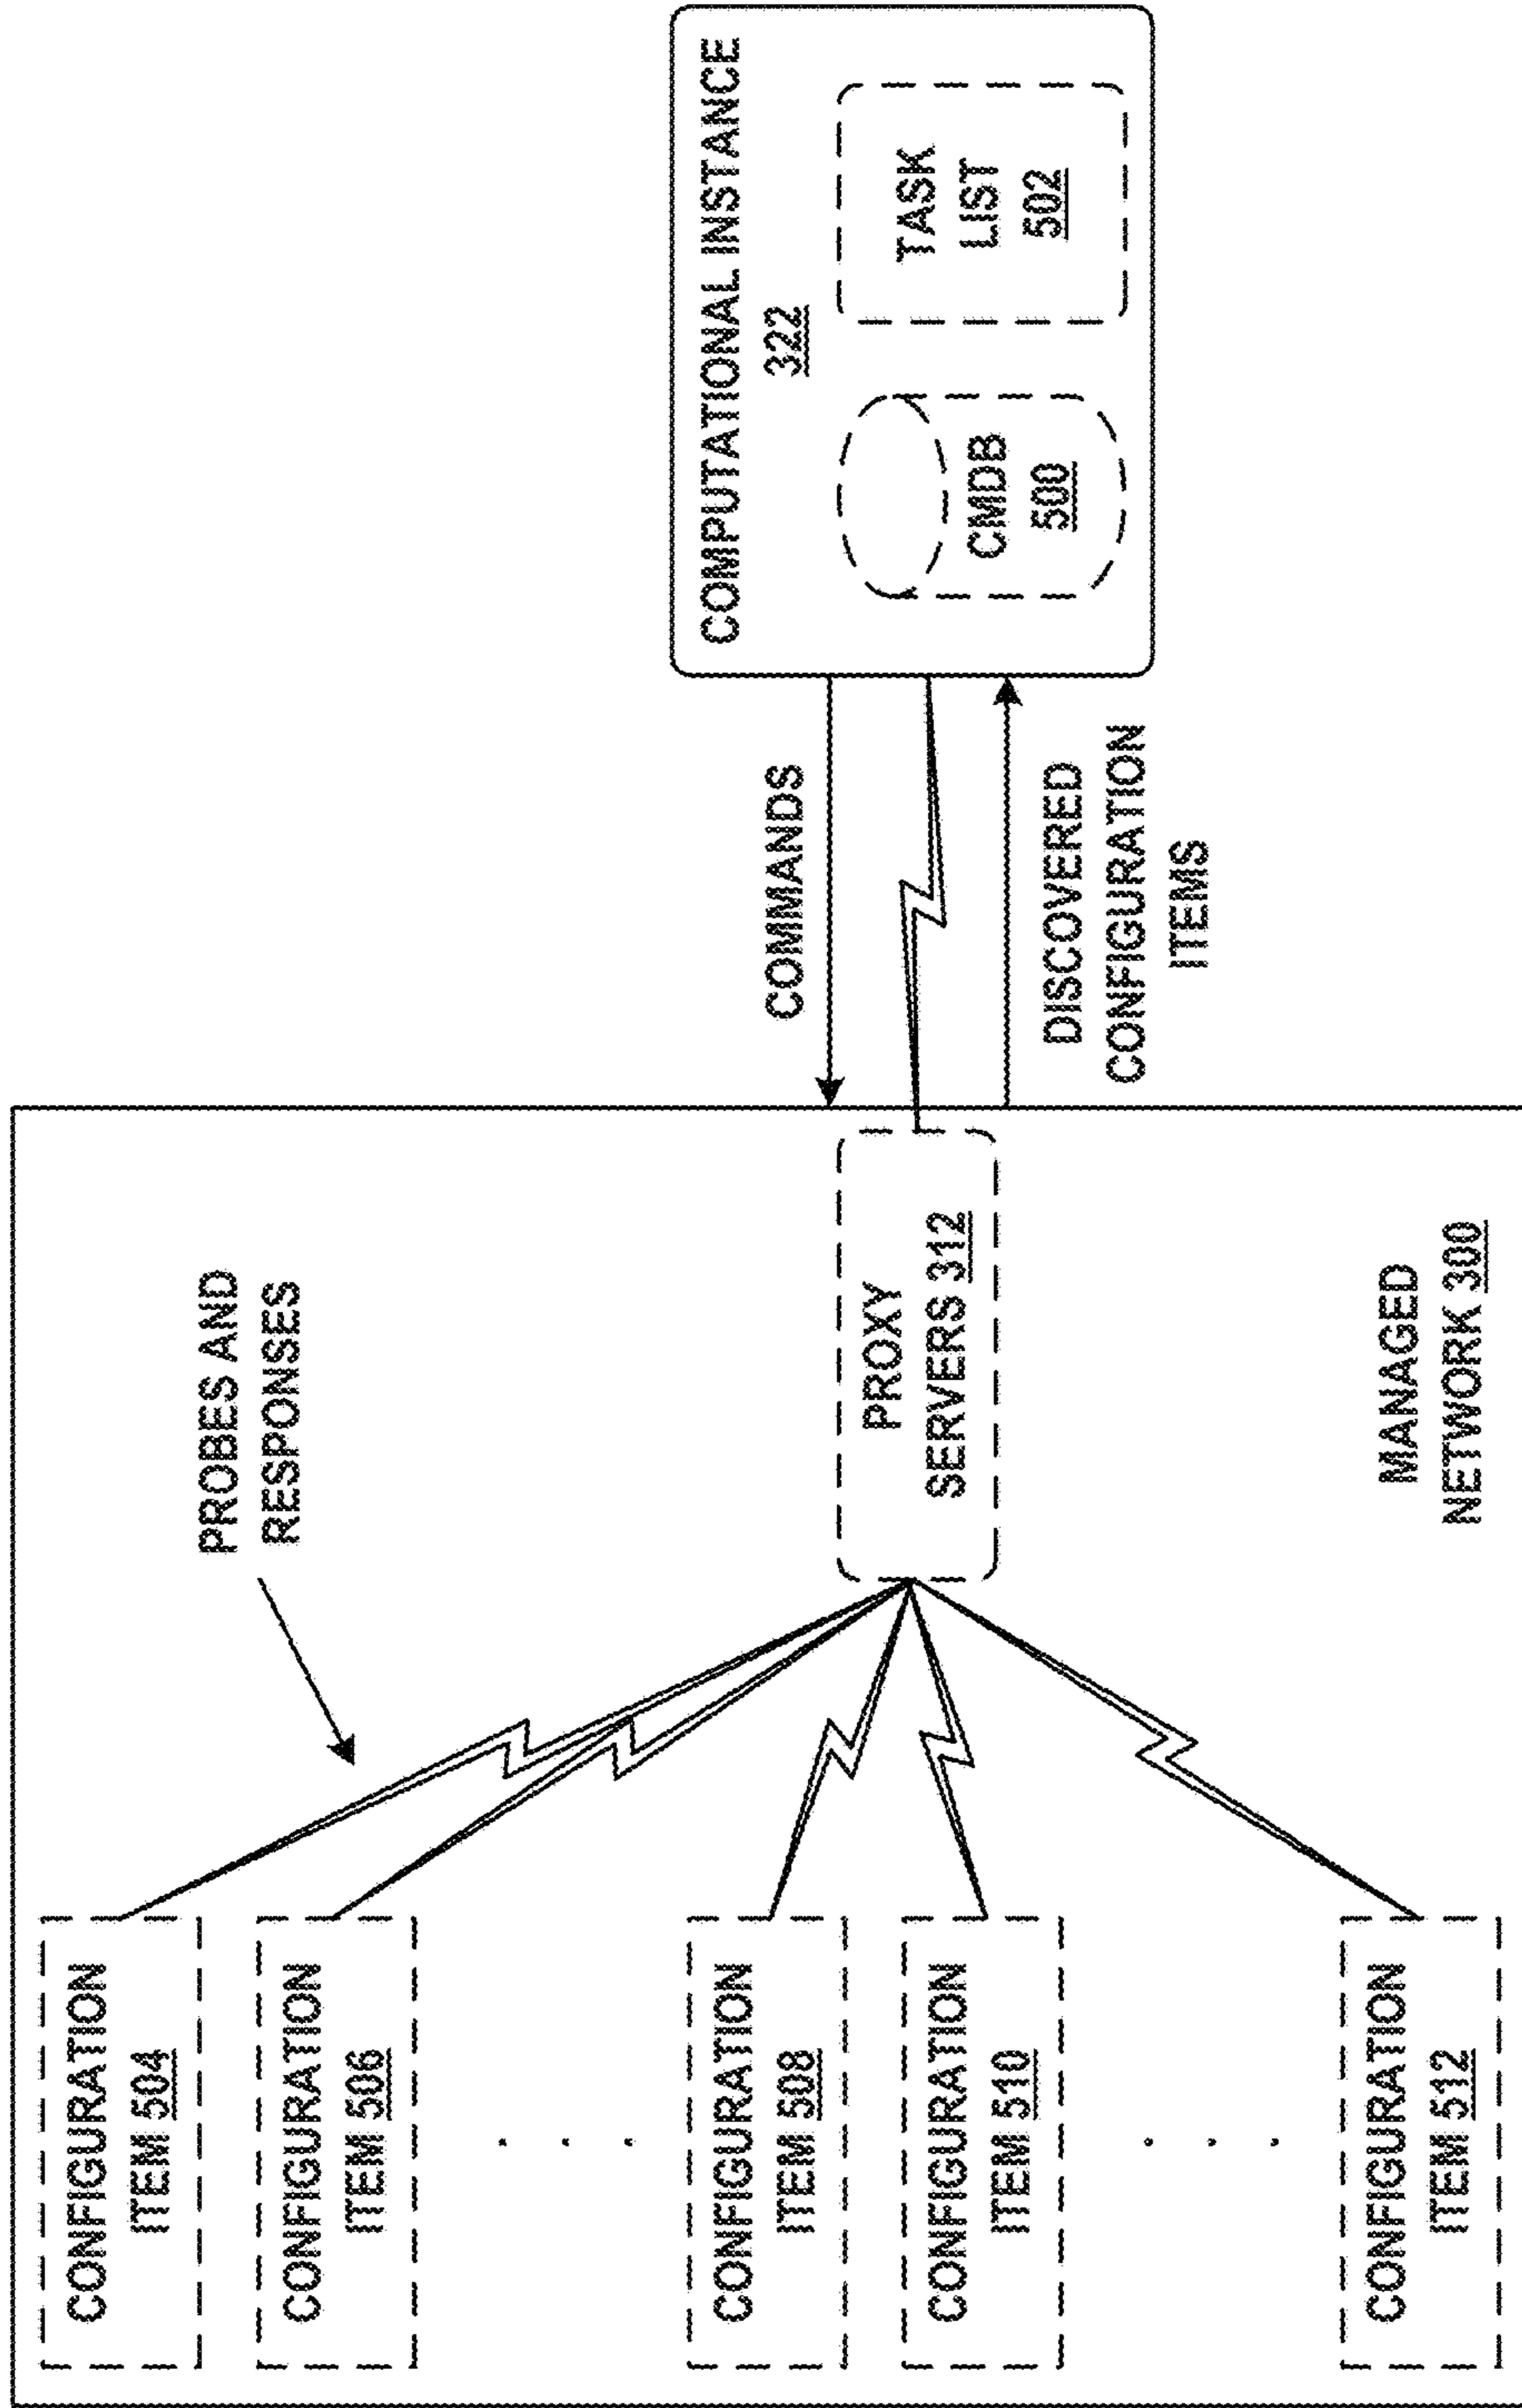 CONFIGURATION
ITEM 504
CONFIGURATION
ITEM 506
. . .
CONFIGURATION
ITEM 508
CONFIGURATION
ITEM 510
. . .
CONFIGURATION
ITEM 512
PROBES AND
RESPONSES
PROXY
SERVERS 312
MANAGED
NETWORK 300
COMMANDS
DISCOVERED
CONFIGURATION
ITEMS
COMPUTATIONAL INSTANCE
322
CMDB
500
TASK
LIST
502